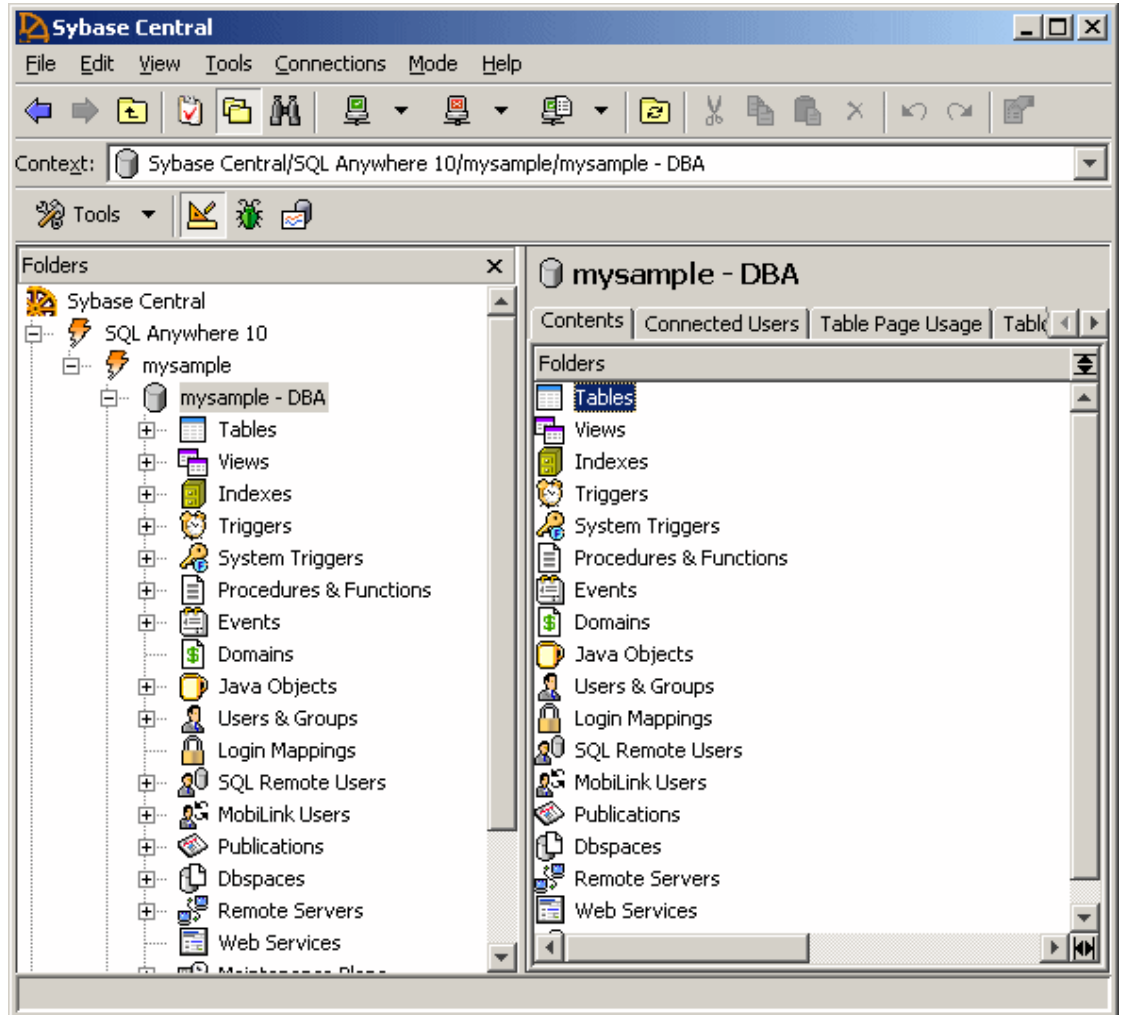 Sybase Central
File Edit View Tools Connections Mode Help
Context: Sybase Central/SQL Anywhere 10/mysample/mysample - DBA
Tools
Folders
Sybase Central
SQL Anywhere 10
mysample
mysample - DBA
Tables
Views
Indexes
Triggers
System Triggers
Procedures & Functions
Events
Domains
Java Objects
Users & Groups
Login Mappings
SQL Remote Users
MobiLink Users
Publications
Dbspaces
Remote Servers
Web Services
Maintenance Plans
mysample - DBA
Contents Connected Users Table Page Usage Table
Folders
Tables
Views
Indexes
Triggers
System Triggers
Procedures & Functions
Events
Domains
Java Objects
Users & Groups
Login Mappings
SQL Remote Users
MobiLink Users
Publications
Dbspaces
Remote Servers
Web Services